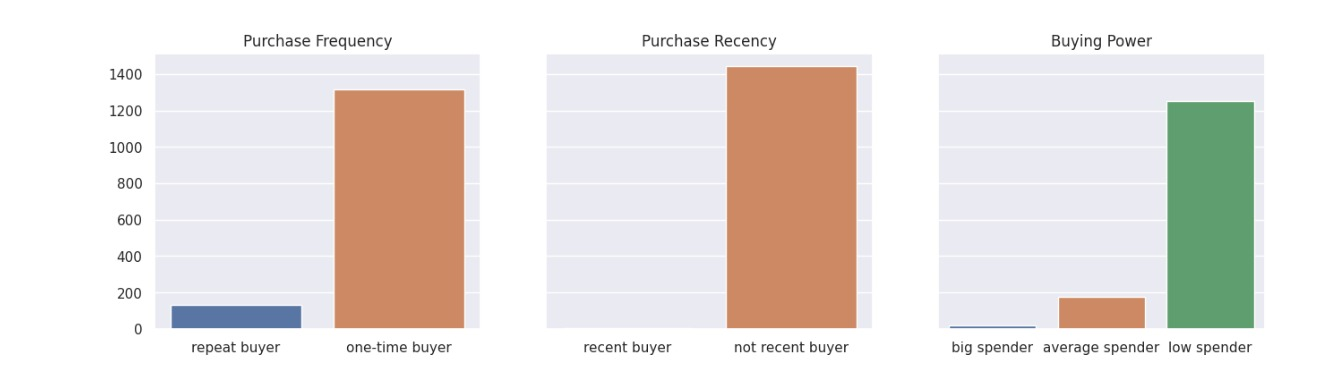 Purchase Frequency
Purchase Recency
Buying Power
1400
1200
1000
800
600
400
200
0
repeat buyer one-time buyer
recent buyer not recent buyer
big spender average spender low spender